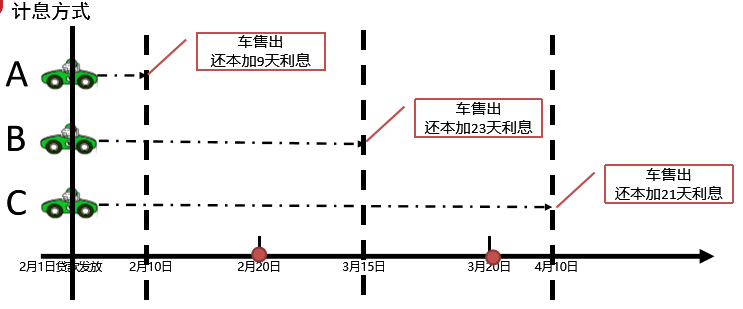 计息方式
A
车售出
还本加9天利息
B
车售出
还本加23天利息
C
车售出
还本加21天利息
2月1日贷款发放
2月10日
2月20日
3月15日
3月20日
4月10日